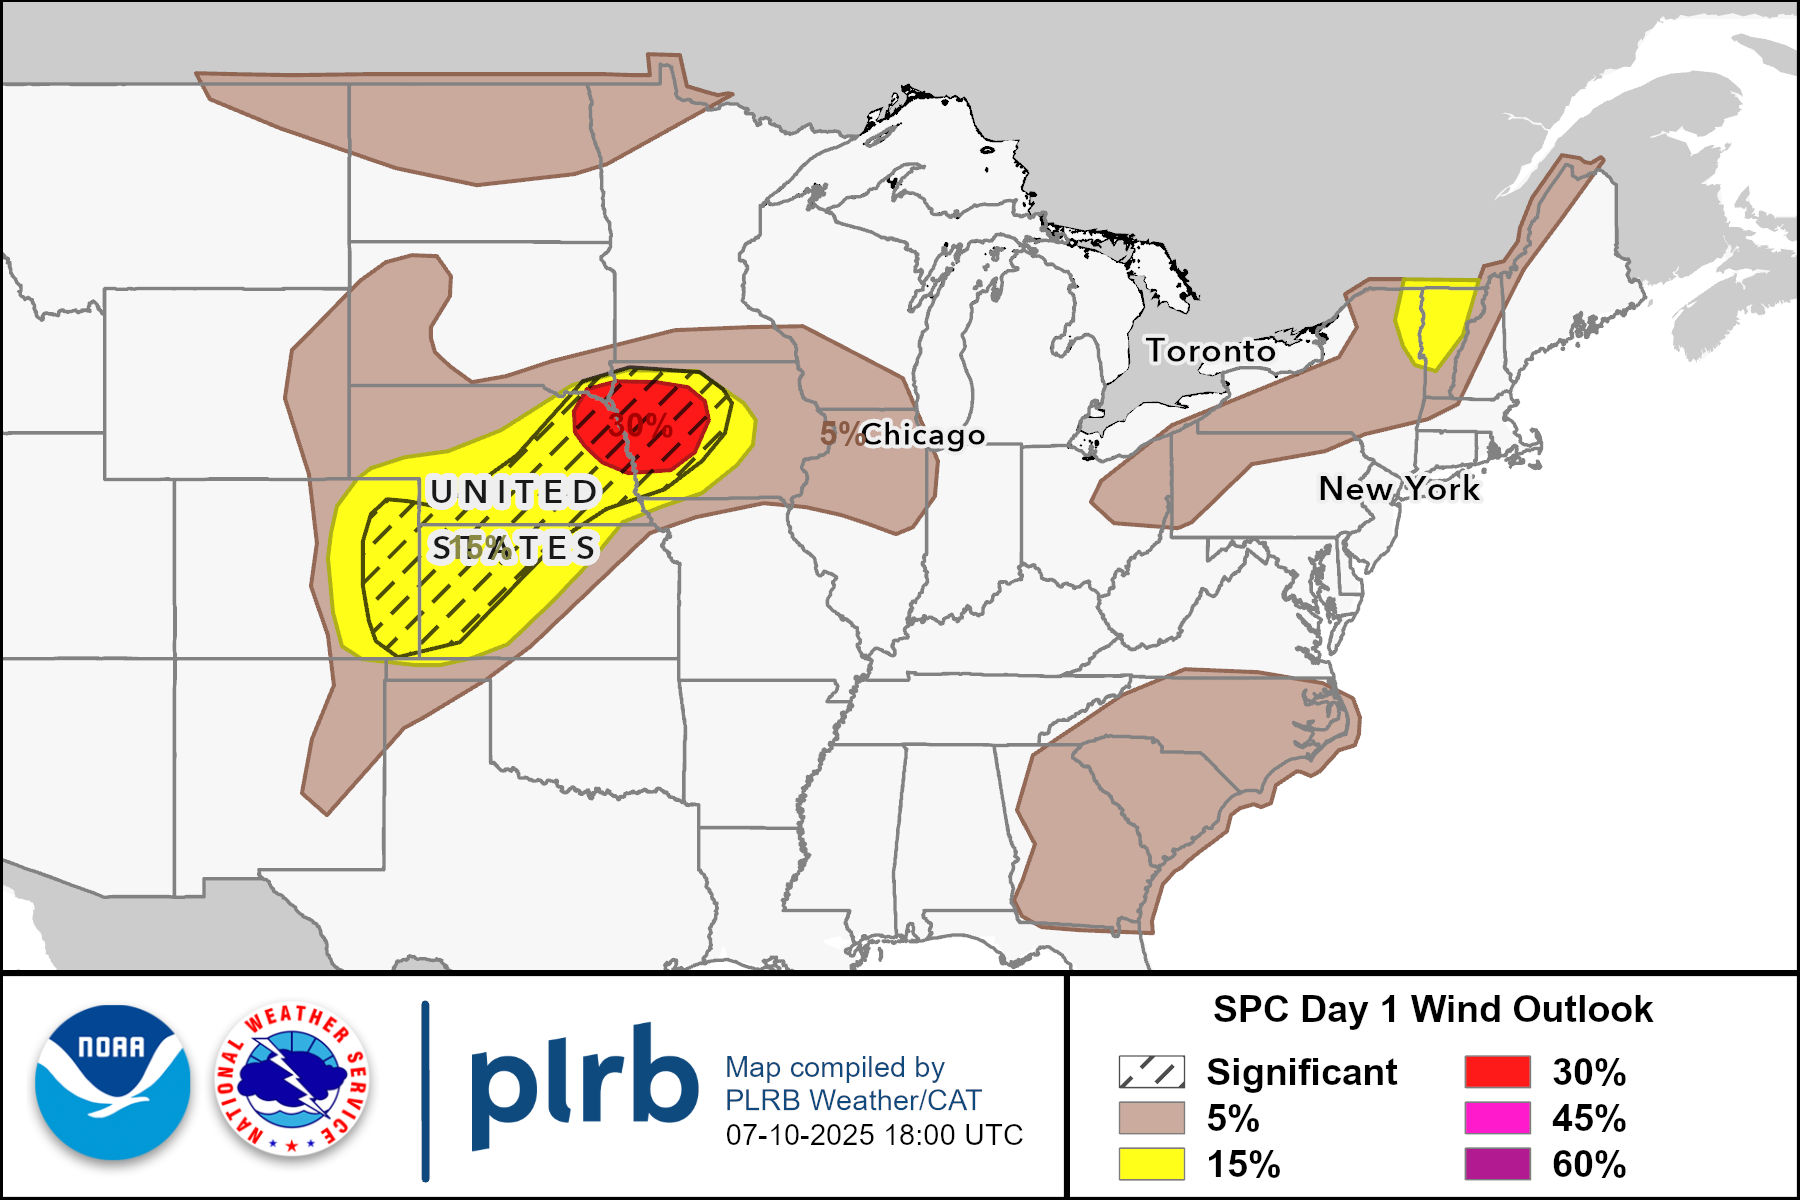 Toronto
30%
5%
Chicago
UNITED
New York
STATES
15%
NOAA
NATIONAL WEATHER SERVICE
plrb
Map compiled by
PLRB Weather/CAT
07-10-2025 18:00 UTC
SPC Day 1 Wind Outlook
Significant
30%
5%
45%
15%
60%